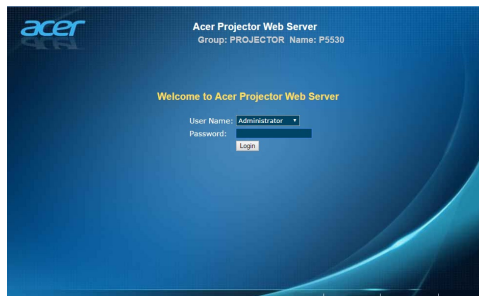 acer
Acer Projector Web Server
Group: PROJECTOR Name: P5530
Welcome to Acer Projector Web Server
User Name: Administrator
Password:
Login